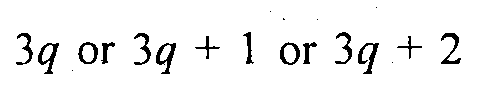 3q or 3q + 1 or 3q + 2